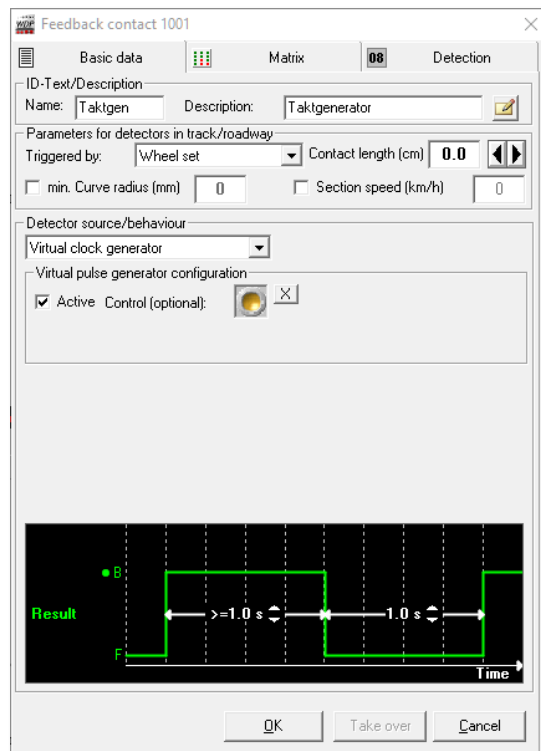 WDP Feedback contact 1001
Basic data Matrix 08 Detection
ID-Text/Description
Name: Taktgen Description: Taktgenerator
Parameters for detectors in track/roadway
Triggered by: Wheel set Contact length (cm) 0.0
min. Curve radius (mm) 0 Section speed (km/h) 0
Detector source/behaviour
Virtual clock generator
Virtual pulse generator configuration
Active Control (optional): X
B
Result >=1.0 s 1.0 s
F
Time
OK Take over Cancel